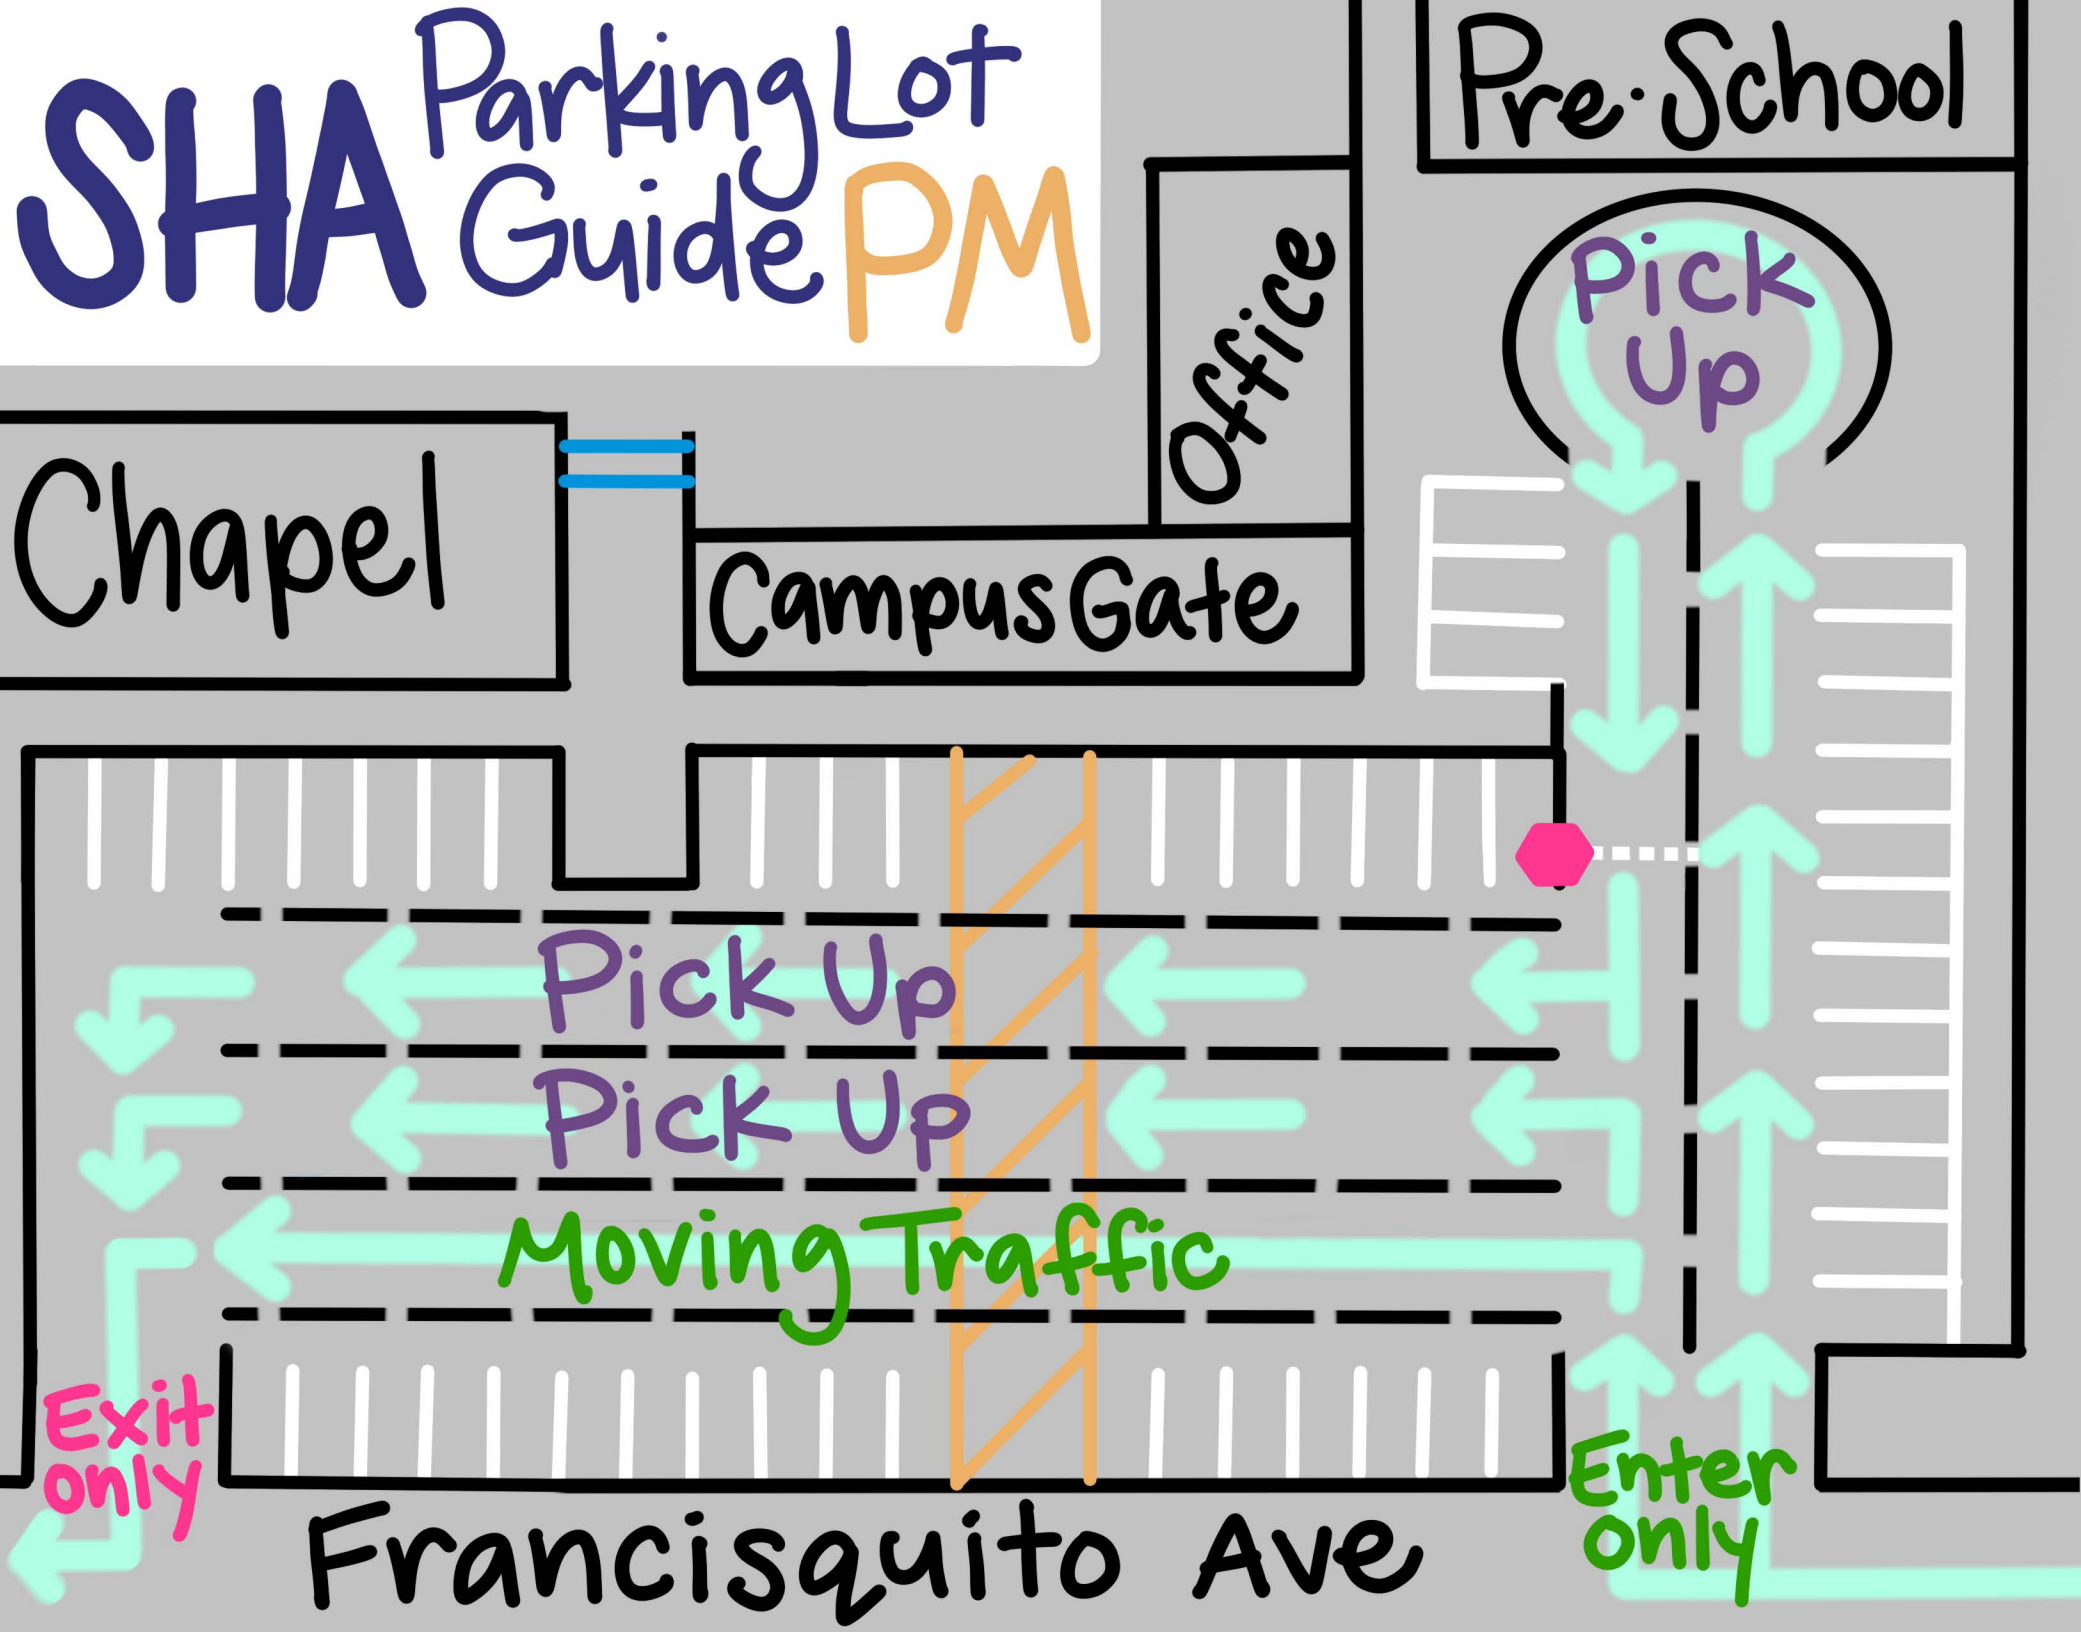 SHA Parking Lot
Guide PM
Pre-School
Office
Pick
Up
Chapel
Campus Gate
Pick Up
Pick Up
Moving Traffic
Exit
only
Enter
only
Francisquito Ave